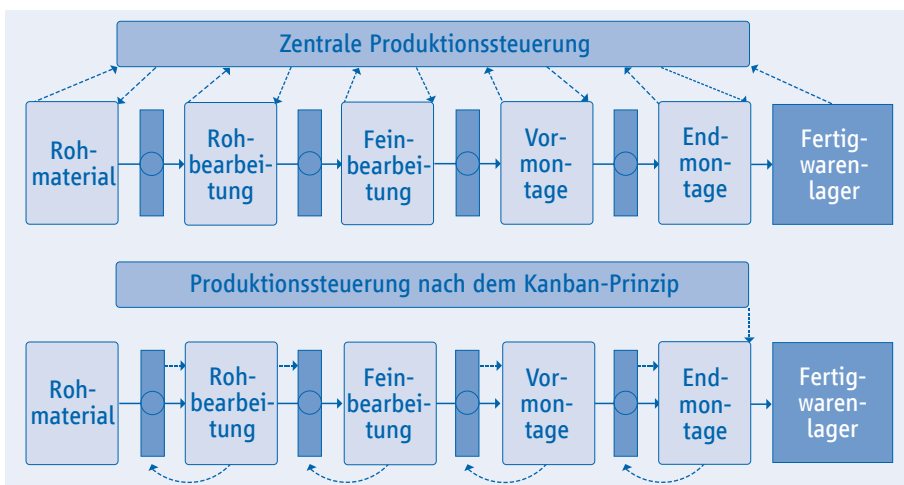 Zentrale Produktionssteuerung
Roh-
material
Roh-
bearbei-
tung
Fein-
bearbei-
tung
Vor-
mon-
tage
End-
mon-
tage
Fertig-
waren-
lager
Produktionssteuerung nach dem Kanban-Prinzip
Roh-
material
Roh-
bearbei-
tung
Fein-
bearbei-
tung
Vor-
mon-
tage
End-
mon-
tage
Fertig-
waren-
lager